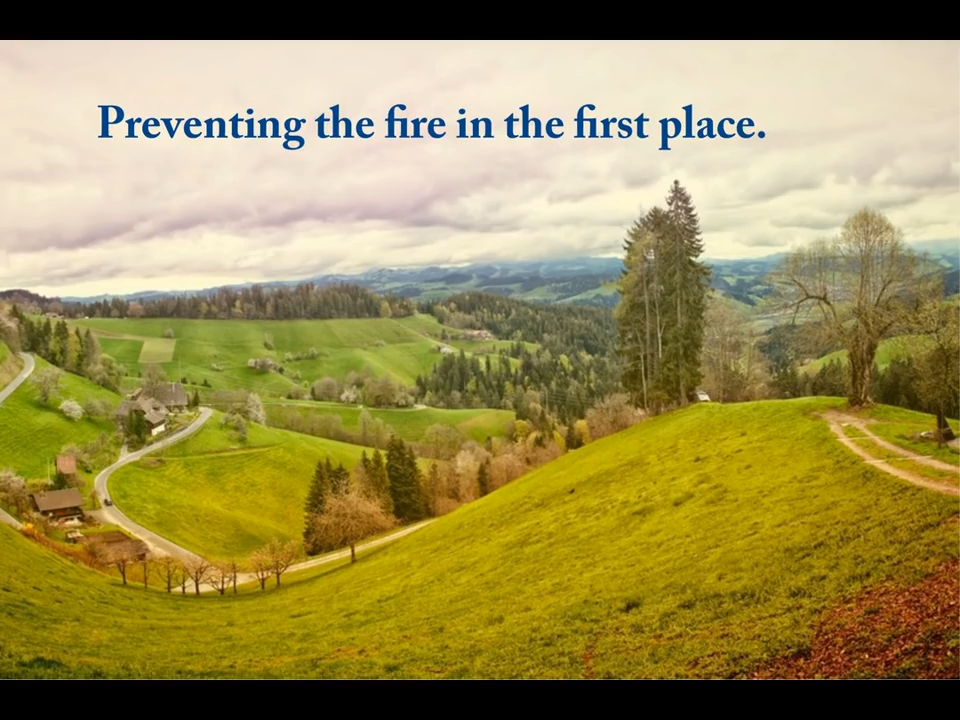 Preventing the fire in the first place.